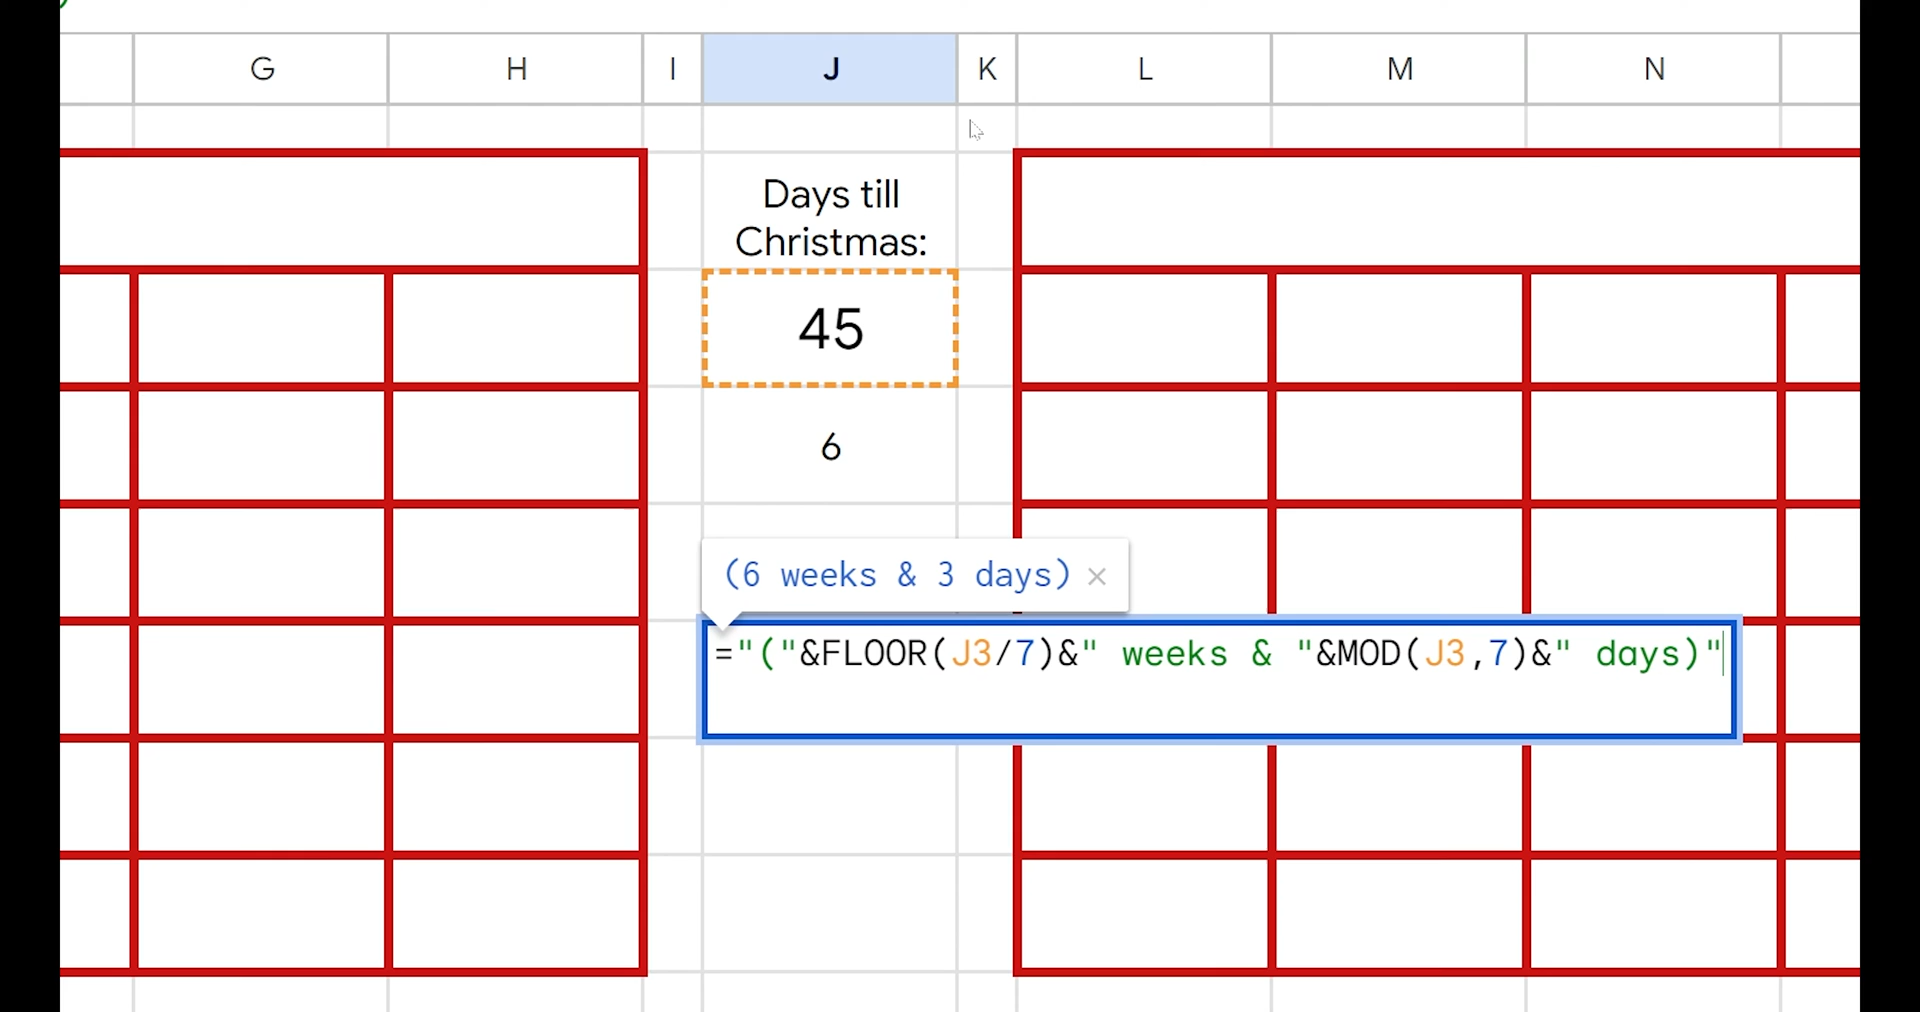 G H I J K L M N
Days till
Christmas:
45
6
(6 weeks & 3 days) ×
="("&FLOOR(J3/7)&" weeks & "&MOD(J3,7)&" days)"